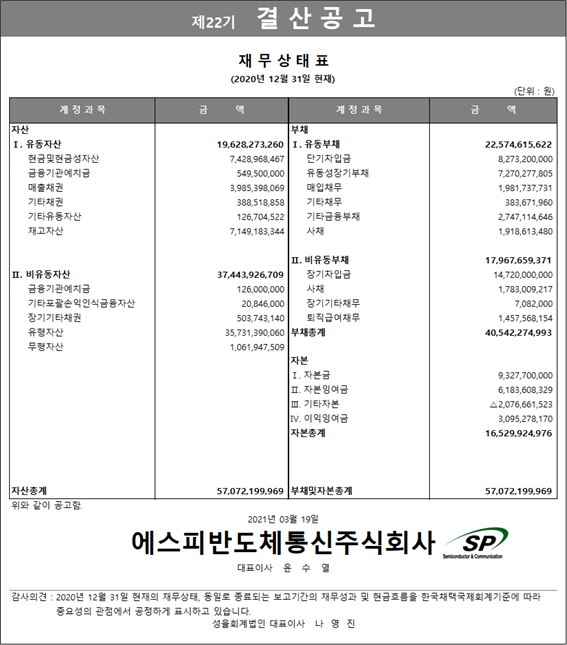 제22기 결산공고
재무상태표
(2020년 12월 31일 현재)
(단위 : 원)
계정과목 금 액 계정과목 금 액
자산 부채
Ⅰ. 유동자산 19,628,273,260 Ⅰ. 유동부채 22,574,615,622
현금및현금성자산 7,428,968,467 단기차입금 8,273,200,000
금융기관예치금 549,500,000 유동성장기부채 7,270,277,805
매출채권 3,985,398,069 매입채무 1,981,737,731
기타채권 388,518,858 기타채무 383,671,960
기타유동자산 126,704,522 기타금융부채 2,747,114,646
재고자산 7,149,183,344 사채 1,918,613,480
Ⅱ. 비유동부채 17,967,659,371
Ⅱ. 비유동자산 37,443,926,709 장기차입금 14,720,000,000
금융기관예치금 126,000,000 사채 1,783,009,217
기타포괄손익인식금융자산 20,846,000 장기기타채무 7,082,000
장기기타채권 503,743,140 퇴직급여채무 1,457,568,154
유형자산 35,731,390,060 부채총계 40,542,274,993
무형자산 1,061,947,509
자본
Ⅰ. 자본금 9,327,700,000
Ⅱ. 자본잉여금 6,183,608,329
Ⅲ. 기타자본 △2,076,661,523
Ⅳ. 이익잉여금 3,095,278,170
자본총계 16,529,924,976
자산총계 57,072,199,969 부채및자본총계 57,072,199,969
위와 같이 공고함.
2021년 03월 19일
에스피반도체통신주식회사 SP
Semiconductor & Communication
대표이사 윤 수 열
감사의견 : 2020년 12월 31일 현재의 재무상태, 동일로 종료되는 보고기간의 재무성과 및 현금흐름을 한국채택국제회계기준에 따라
중요성의 관점에서 공정하게 표시하고 있습니다.
성율회계법인 대표이사 나 영 진